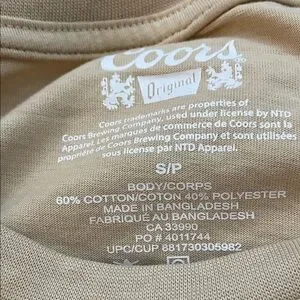 Coors
Original
Coors trademarks are properties of
Coors Brewing Company, used under license by NTD
Apparel. Les marques de commerce de Coors sont la
propriété de Coors Brewing Company et sont utilisées
sous license par NTD Apparel.
S/P
BODY/CORPS
60% COTTON/COTON 40% POLYESTER
MADE IN BANGLADESH
FABRIQUÉ AU BANGLADESH
CA 33990
PO # 4011744
UPC/CUP 681730305982